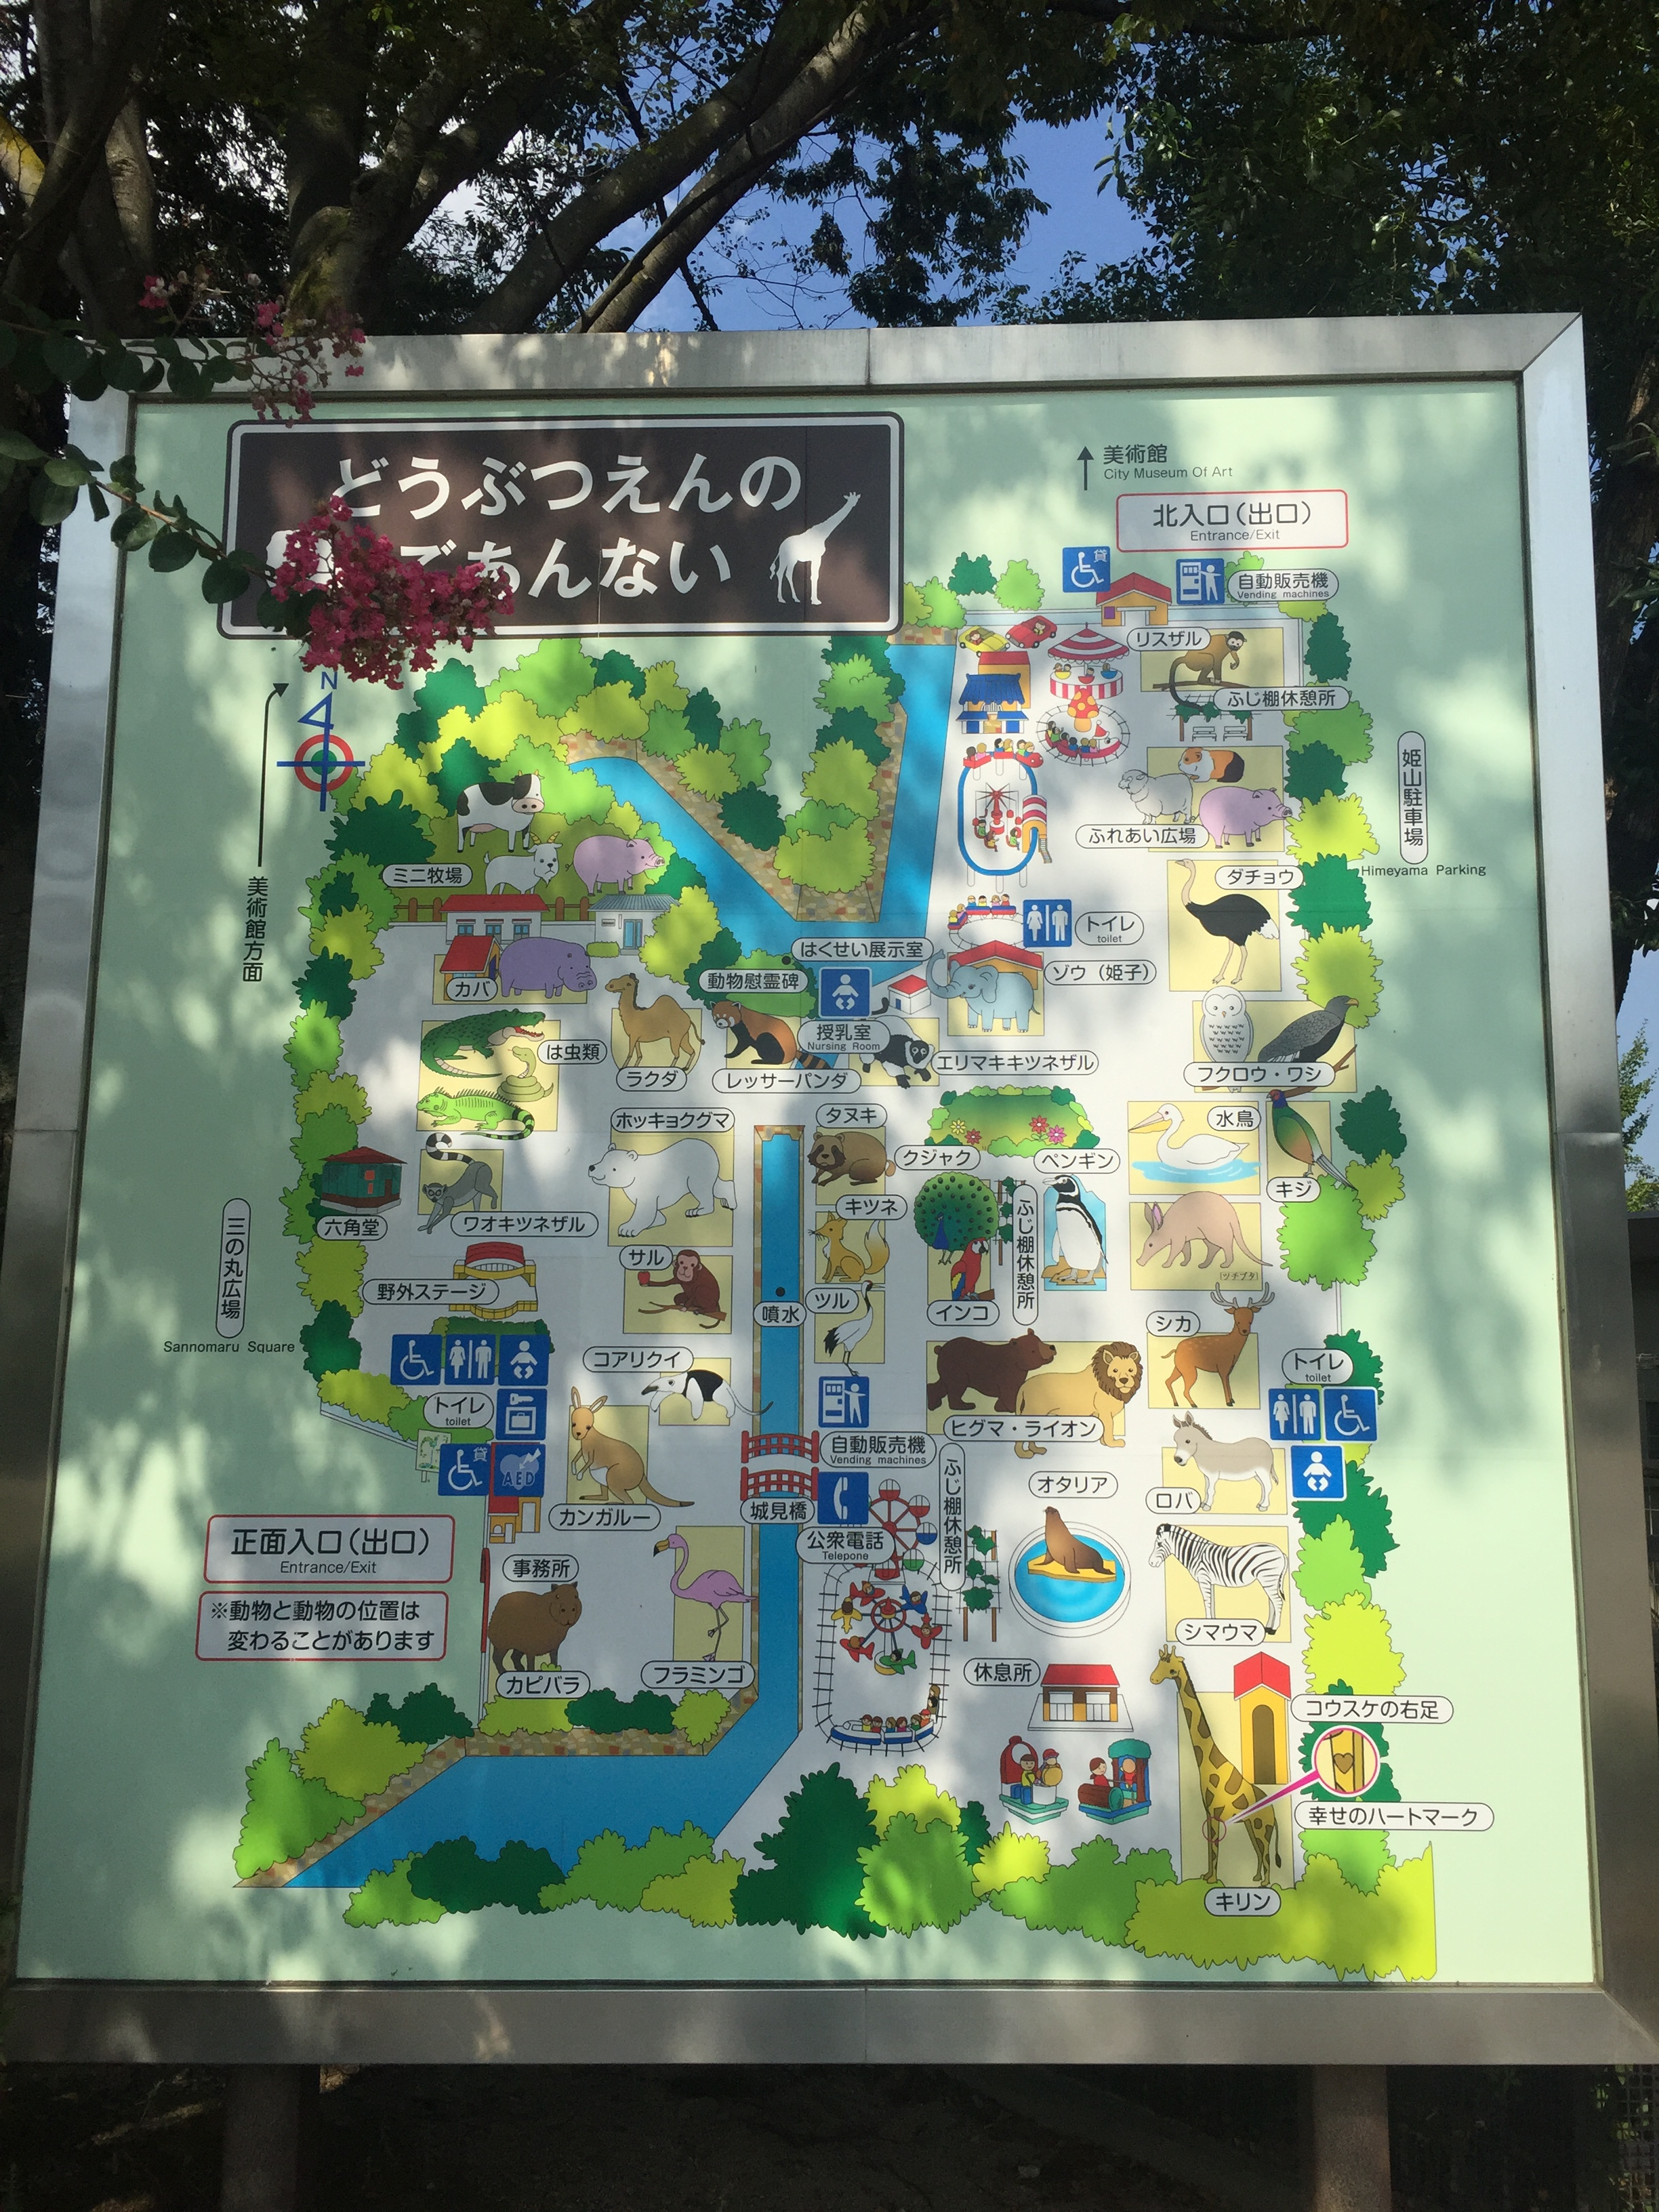 どうぶつえんの
ごあんない
美術館
City Museum Of Art
北入口(出口)
Entrance/Exit
貸
自動販売機
Vending machines
リスザル
ふじ棚休憩所
N
美術館方面
姫山駐車場
Himeyama Parking
ふれあい広場
ミニ牧場
ダチョウ
トイレ
toilet
はくせい展示室
動物慰霊碑
ゾウ(姫子)
カバ
授乳室
Nursing Room
は虫類
ラクダ
レッサーパンダ
エリマキキツネザル
フクロウ・ワシ
ホッキョクグマ
タヌキ
水鳥
クジャク
ペンギン
キジ
六角堂
ワオキツネザル
キツネ
ふじ棚休憩所
三の丸広場
Sannomaru Square
サル
(ツチブタ)
野外ステージ
噴水
ツル
インコ
シカ
コアリクイ
トイレ
toilet
トイレ
toilet
ヒグマ・ライオン
自動販売機
Vending machines
貸
AED
カンガルー
城見橋
ふじ棚休憩所
オタリア
ロバ
公衆電話
Telepone
正面入口(出口)
Entrance/Exit
事務所
※動物と動物の位置は
変わることがあります
シマウマ
カピバラ
フラミンゴ
休息所
コウスケの右足
幸せのハートマーク
キリン